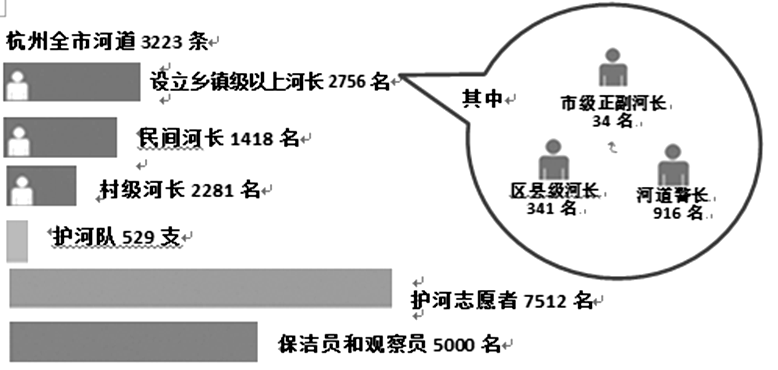 杭州全市河道 3223 条
设立乡镇级以上河长 2756 名
民间河长 1418 名
村级河长 2281 名
护河队 529 支
护河志愿者 7512 名
保洁员和观察员 5000 名
其中
市级正副河长
34 名
区县级河长
341 名
河道警长
916 名